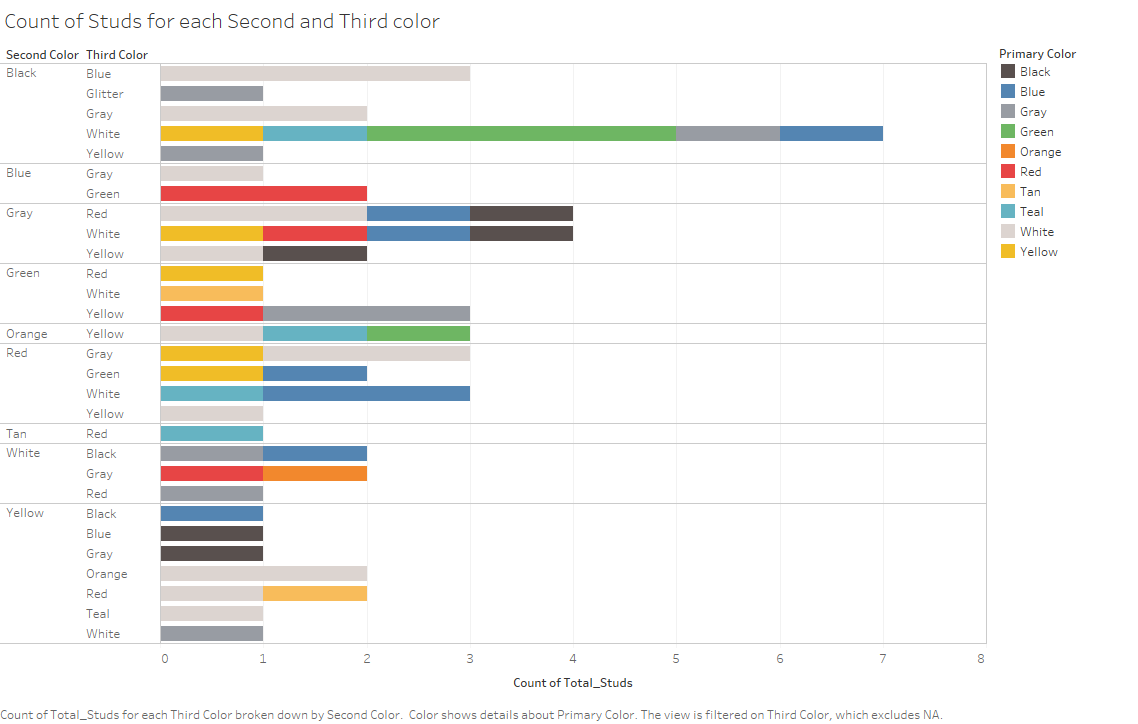 Count of Studs for each Second and Third color
Second Color Third Color
Black Blue
Glitter
Gray
White
Yellow
Blue Gray
Green
Gray Red
White
Yellow
Green Red
White
Yellow
Orange Yellow
Red Gray
Green
White
Yellow
Tan Red
White Black
Gray
Red
Yellow Black
Blue
Gray
Orange
Red
Teal
White
0 1 2 3 4 5 6 7 8
Count of Total_Studs
Primary Color
Black
Blue
Gray
Green
Orange
Red
Tan
Teal
White
Yellow
Count of Total_Studs for each Third Color broken down by Second Color. Color shows details about Primary Color. The view is filtered on Third Color, which excludes NA.